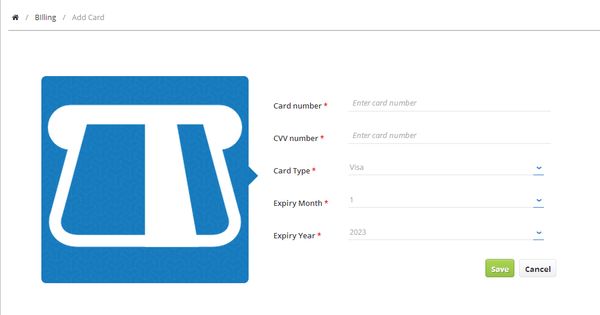 / BIlling / Add Card
Card number * Enter card number
CVV number * Enter card number
Card Type * Visa
Expiry Month * 1
Expiry Year * 2023
Save Cancel